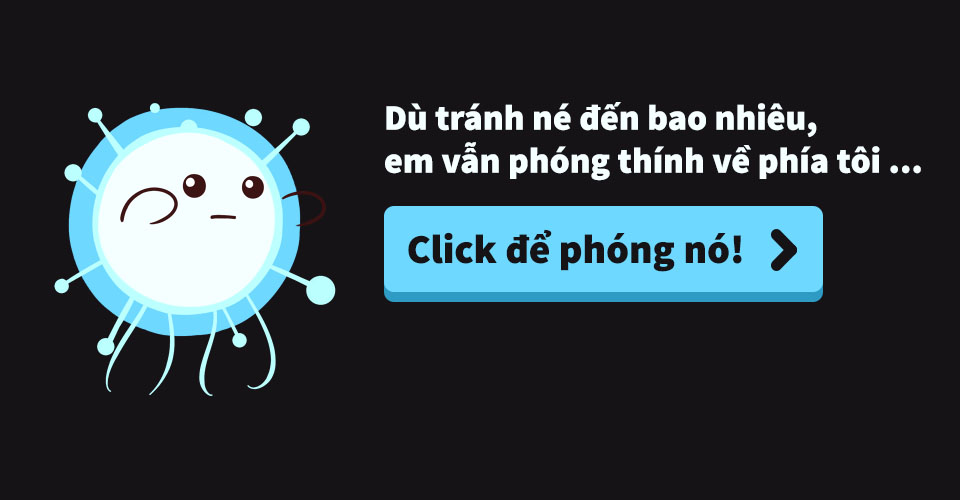 Dù tránh né đến bao nhiêu,
em vẫn phóng thính về phía tôi ...
Click để phóng nó!